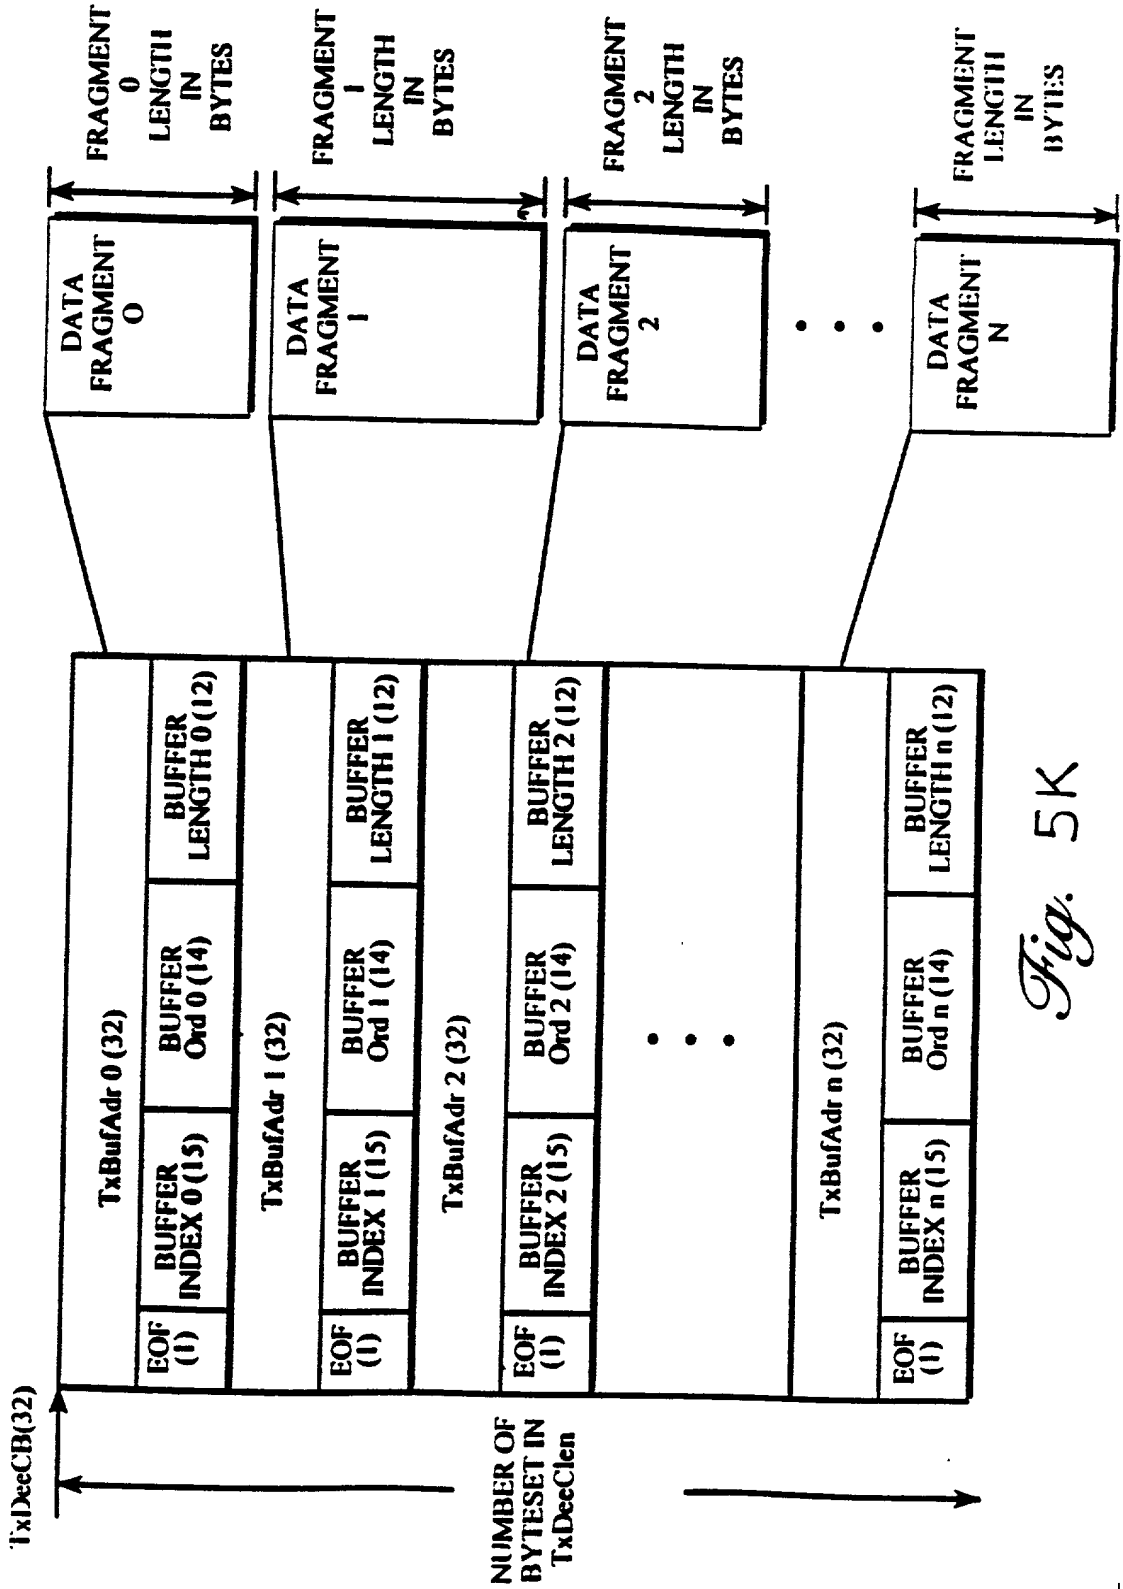 TxDeeCB(32)
NUMBER OF
BYTESET IN
TxDeeClen
TxBufAdr 0 (32)
EOF
(1)
BUFFER
INDEX 0 (15)
BUFFER
Ord 0 (14)
BUFFER
LENGTH 0 (12)
TxBufAdr 1 (32)
EOF
(1)
BUFFER
INDEX 1 (15)
BUFFER
Ord 1 (14)
BUFFER
LENGTH 1 (12)
TxBufAdr 2 (32)
EOF
(1)
BUFFER
INDEX 2 (15)
BUFFER
Ord 2 (14)
BUFFER
LENGTH 2 (12)
TxBufAdr n (32)
EOF
(1)
BUFFER
INDEX n (15)
BUFFER
Ord n (14)
BUFFER
LENGTH n (12)
DATA
FRAGMENT
O
FRAGMENT
0
LENGTH
IN
BYTES
DATA
FRAGMENT
1
FRAGMENT
1
LENGTH
IN
BYTES
DATA
FRAGMENT
2
FRAGMENT
2
LENGTH
IN
BYTES
DATA
FRAGMENT
N
FRAGMENT
LENGTH
IN
BYTES
Fig. 5K